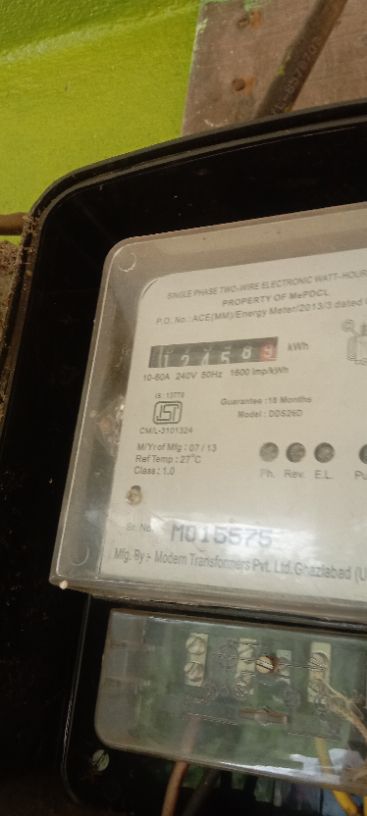 SINGLE PHASE TWO-WIRE ELECTRONIC WATT-HOUR
PROPERTY OF MePDCL
P.O. No.:ACE(MM)/Energy Meter/2013/3.dated
kWh
10-60A 240V 50Hz 1600 imp/kWh
IS : 13779
CM/L-3101324
Guarantee :18 Months
Model : DDS26D
M/Yr of Mfg : 07 / 13
Ref Temp : 27°C
Class : 1.0
Ph. Rev. E.L.
Sr. No. M015575
Mfg. By :- Modern Transformers Pvt. Ltd. Ghaziabad (U